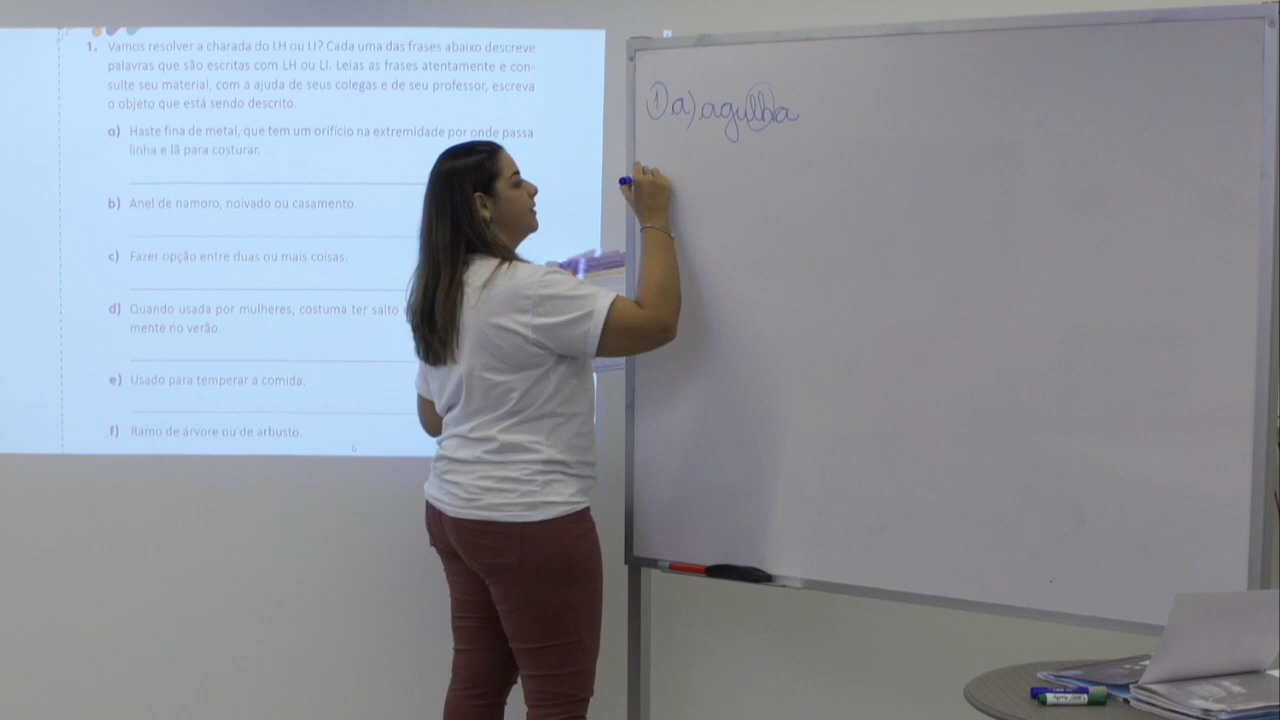 1. Vamos resolver a charada do LH ou LI? Cada uma das frases abaixo descreve
palavras que são escritas com LH ou LI. Leias as frases atentamente e con-
sulte seu material, com a ajuda de seus colegas e de seu professor, escreva
o objeto que está sendo descrito.
a) Haste fina de metal, que tem um orifício na extremidade por onde passa
linha e lã para costurar.
b) Anel de namoro, noivado ou casamento.
c) Fazer opção entre duas ou mais coisas.
d) Quando usada por mulheres, costuma ter salto
mente no verão.
e) Usado para temperar a comida.
f) Ramo de árvore ou de arbusto.
1) a) agulha